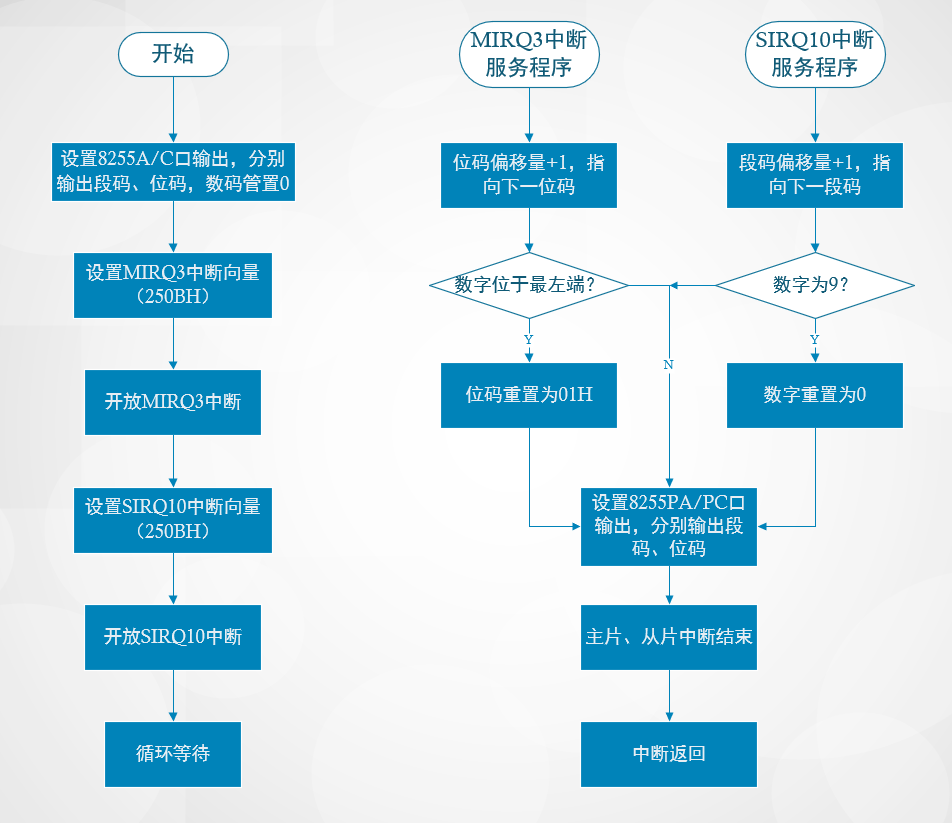 开始
设置8255A/C口输出，分别
输出段码、位码，数码管置0
设置MIRQ3中断向量
（250BH）
开放MIRQ3中断
设置SIRQ10中断向量
（250BH）
开放SIRQ10中断
循环等待
MIRQ3中断
服务程序
位码偏移量+1，指
向下一位码
数字位于最左端？
Y
位码重置为01H
N
SIRQ10中断
服务程序
段码偏移量+1，指
向下一段码
数字为9？
Y
数字重置为0
设置8255PA/PC口
输出，分别输出段
码、位码
主片、从片中断结束
中断返回